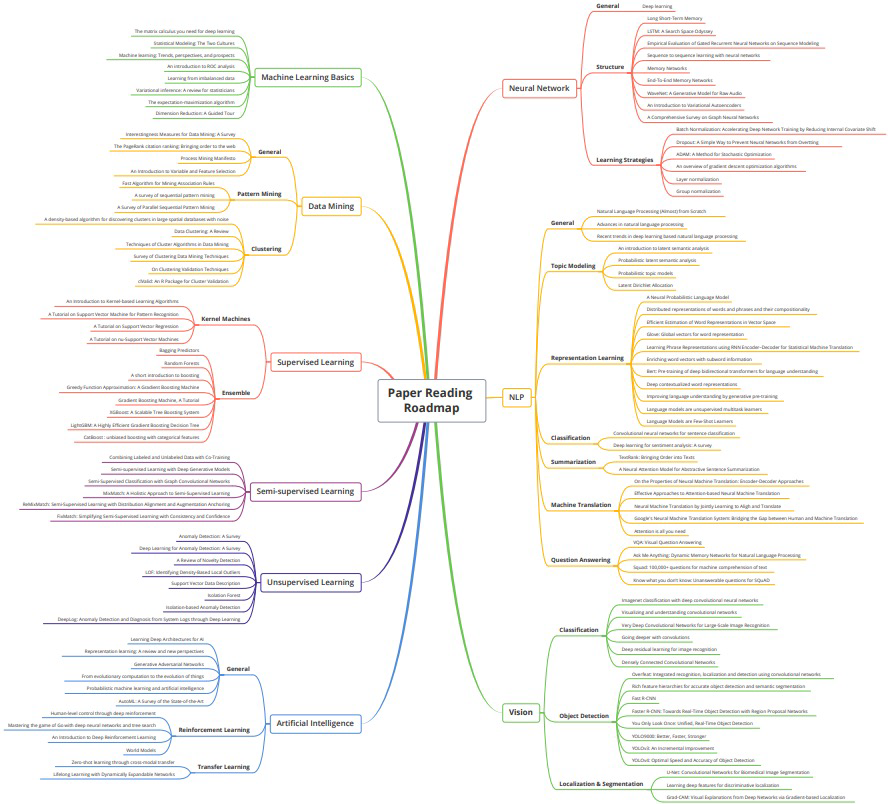 Paper Reading
Roadmap
Machine Learning Basics
The matrix calculus you need for deep learning
Statistical Modeling: The Two Cultures
Machine learning: Trends, perspectives, and prospects
An introduction to ROC analysis
Learning from imbalanced data
Variational inference: A review for statisticians
The expectation-maximization algorithm
Dimension Reduction: A Guided Tour
Data Mining
General
Interestingness Measures for Data Mining: A Survey
The PageRank citation ranking: Bringing order to the web
Process Mining Manifesto
An Introduction to Variable and Feature Selection
Pattern Mining
Fast Algorithm for Mining Association Rules
A survey of sequential pattern mining
A Survey of Parallel Sequential Pattern Mining
Clustering
A density-based algorithm for discovering clusters in large spatial databases with noise
Data Clustering: A Review
Techniques of Cluster Algorithms in Data Mining
Survey of Clustering Data Mining Techniques
On Clustering Validation Techniques
clValid: An R Package for Cluster Validation
Supervised Learning
Kernel Machines
An Introduction to Kernel-based Learning Algorithms
A Tutorial on Support Vector Machine for Pattern Recognition
A Tutorial on Support Vector Regression
A Tutorial on nu-Support Vector Machines
Ensemble
Bagging Predictors
Random Forests
A short introduction to boosting
Greedy Function Approximation: A Gradient Boosting Machine
Gradient Boosting Machine, A Tutorial
XGBoost: A Scalable Tree Boosting System
LightGBM: A Highly Efficient Gradient Boosting Decision Tree
CatBoost : unbiased boosting with categorical features
Semi-supervised Learning
Combining Labeled and Unlabeled Data with Co-Training
Semi-supervised Learning with Deep Generative Models
Semi-Supervised Classification with Graph Convolutional Networks
MixMatch: A Holistic Approach to Semi-Supervised Learning
ReMixMatch: Semi-Supervised Learning with Distribution Alignment and Augmentation Anchoring
FixMatch: Simplifying Semi-Supervised Learning with Consistency and Confidence
Unsupervised Learning
Anomaly Detection: A Survey
Deep Learning for Anomaly Detection: A Survey
A Review of Novelty Detection
LOF: Identifying Density-Based Local Outliers
Support Vector Data Description
Isolation Forest
Isolation-based Anomaly Detection
DeepLog: Anomaly Detection and Diagnosis from System Logs through Deep Learning
Artificial Intelligence
General
Learning Deep Architectures for AI
Representation learning: A review and new perspectives
Generative Adversarial Networks
From evolutionary computation to the evolution of things
Probabilistic machine learning and artificial intelligence
AutoML: A Survey of the State-of-the-Art
Reinforcement Learning
Human-level control through deep reinforcement
Mastering the game of Go with deep neural networks and tree search
An Introduction to Deep Reinforcement Learning
World Models
Transfer Learning
Zero-shot learning through cross-modal transfer
Lifelong Learning with Dynamically Expandable Networks
Neural Network
General
Deep learning
Structure
Long Short-Term Memory
LSTM: A Search Space Odyssey
Empirical Evaluation of Gated Recurrent Neural Networks on Sequence Modeling
Sequence to sequence learning with neural networks
Memory Networks
End-To-End Memory Networks
WaveNet: A Generative Model for Raw Audio
An Introduction to Variational Autoencoders
A Comprehensive Survey on Graph Neural Networks
Learning Strategies
Batch Normalization: Accelerating Deep Network Training by Reducing Internal Covariate Shift
Dropout: A Simple Way to Prevent Neural Networks from Overfitting
ADAM: A Method for Stochastic Optimization
An overview of gradient descent optimization algorithms
Layer normalization
Group normalization
NLP
General
Natural Language Processing (Almost) from Scratch
Advances in natural language processing
Recent trends in deep learning based natural language processing
Topic Modeling
An introduction to latent semantic analysis
Probabilistic latent semantic analysis
Probabilistic topic models
Latent Dirichlet Allocation
Representation Learning
A Neural Probabilistic Language Model
Distributed representations of words and phrases and their compositionality
Efficient Estimation of Word Representations in Vector Space
Glove: Global vectors for word representation
Learning Phrase Representations using RNN Encoder-Decoder for Statistical Machine Translation
Enriching word vectors with subword information
Bert: Pre-training of deep bidirectional transformers for language understanding
Deep contextualized word representations
Improving language understanding by generative pre-training
Language models are unsupervised multitask learners
Language Models are Few-Shot Learners
Classification
Convolutional neural networks for sentence classification
Deep learning for sentiment analysis: A survey
Summarization
TextRank: Bringing Order into Texts
A Neural Attention Model for Abstractive Sentence Summarization
Machine Translation
On the Properties of Neural Machine Translation: Encoder-Decoder Approaches
Effective Approaches to Attention-based Neural Machine Translation
Neural Machine Translation by Jointly Learning to Align and Translate
Google's Neural Machine Translation System: Bridging the Gap between Human and Machine Translation
Attention is all you need
Question Answering
VQA: Visual Question Answering
Ask Me Anything: Dynamic Memory Networks for Natural Language Processing
Squad: 100,000+ questions for machine comprehension of text
Know what you don't know: Unanswerable questions for SQuAD
Vision
Classification
Imagenet classification with deep convolutional neural networks
Visualizing and understanding convolutional networks
Very Deep Convolutional Networks for Large-Scale Image Recognition
Going deeper with convolutions
Deep residual learning for image recognition
Densely Connected Convolutional Networks
Object Detection
Overfeat: Integrated recognition, localization and detection using convolutional networks
Rich feature hierarchies for accurate object detection and semantic segmentation
Fast R-CNN
Faster R-CNN: Towards Real-Time Object Detection with Region Proposal Networks
You Only Look Once: Unified, Real-Time Object Detection
YOLO9000: Better, Faster, Stronger
YOLOv3: An Incremental Improvement
YOLOv4: Optimal Speed and Accuracy of Object Detection
Localization & Segmentation
U-Net: Convolutional Networks for Biomedical Image Segmentation
Learning deep features for discriminative localization
Grad-CAM: Visual Explanations from Deep Networks via Gradient-based Localization